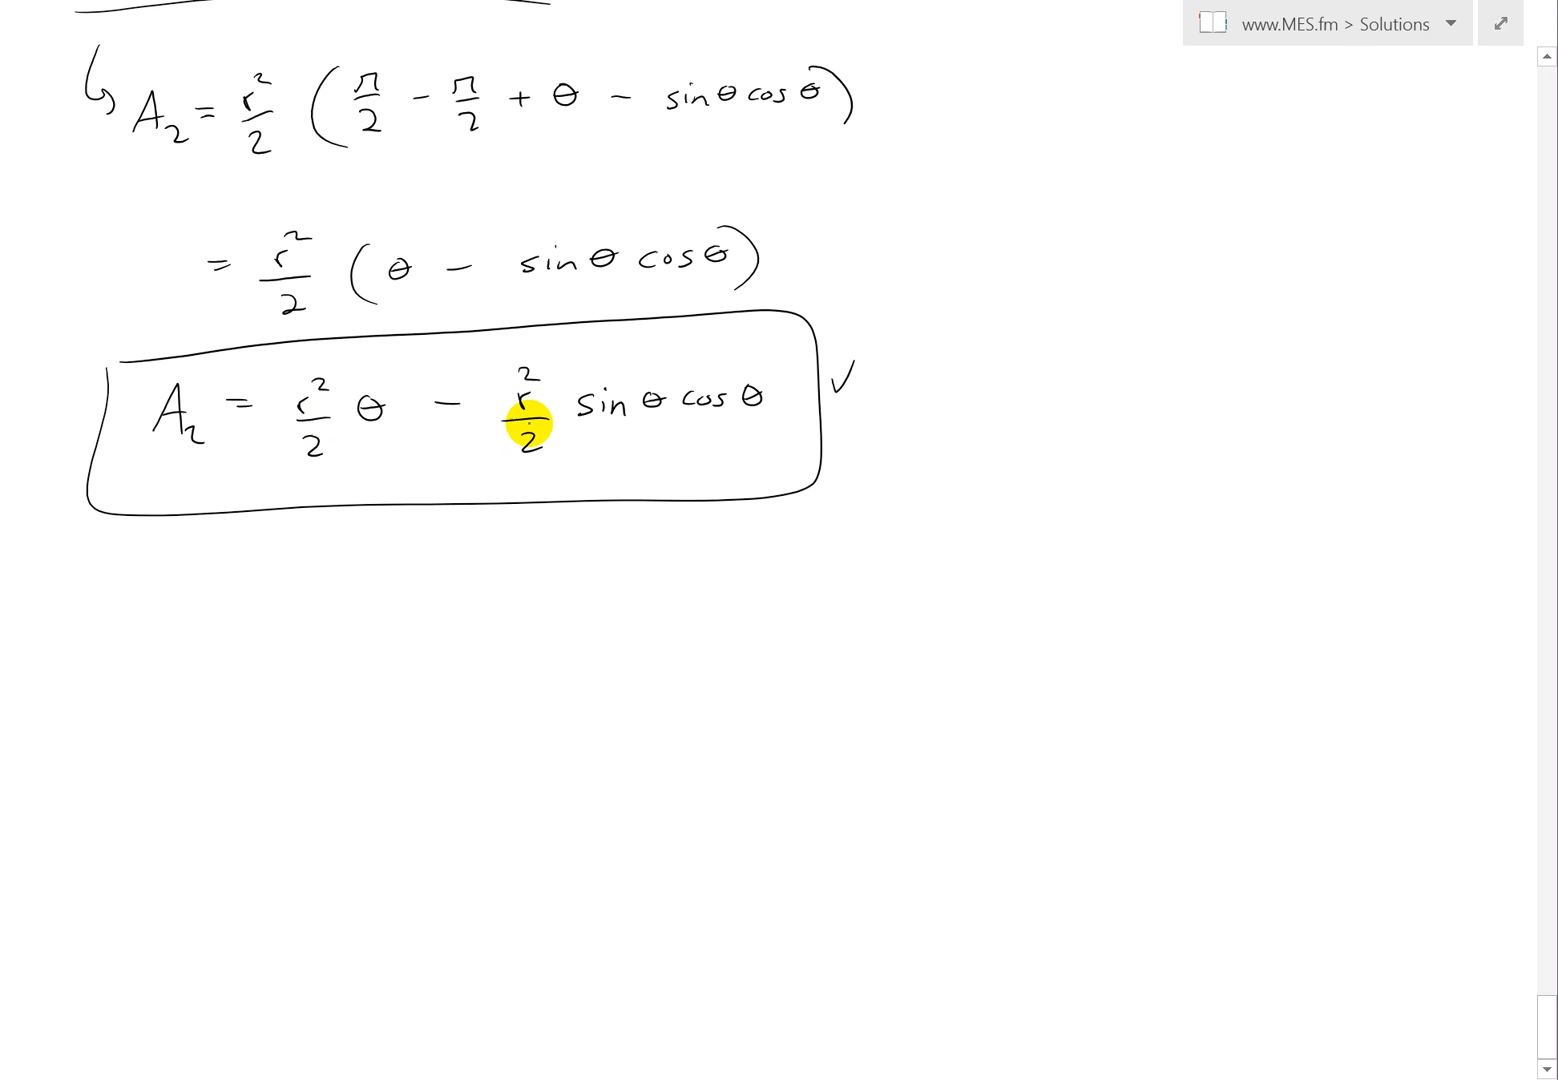 www.MES.fm > Solutions
A₂ = r²/2 (π/2 - π/2 + θ - sinθ cosθ)
= r²/2 (θ - sinθ cosθ)
A₂ = r²/2 θ - r²/2 sinθ cosθ ✓